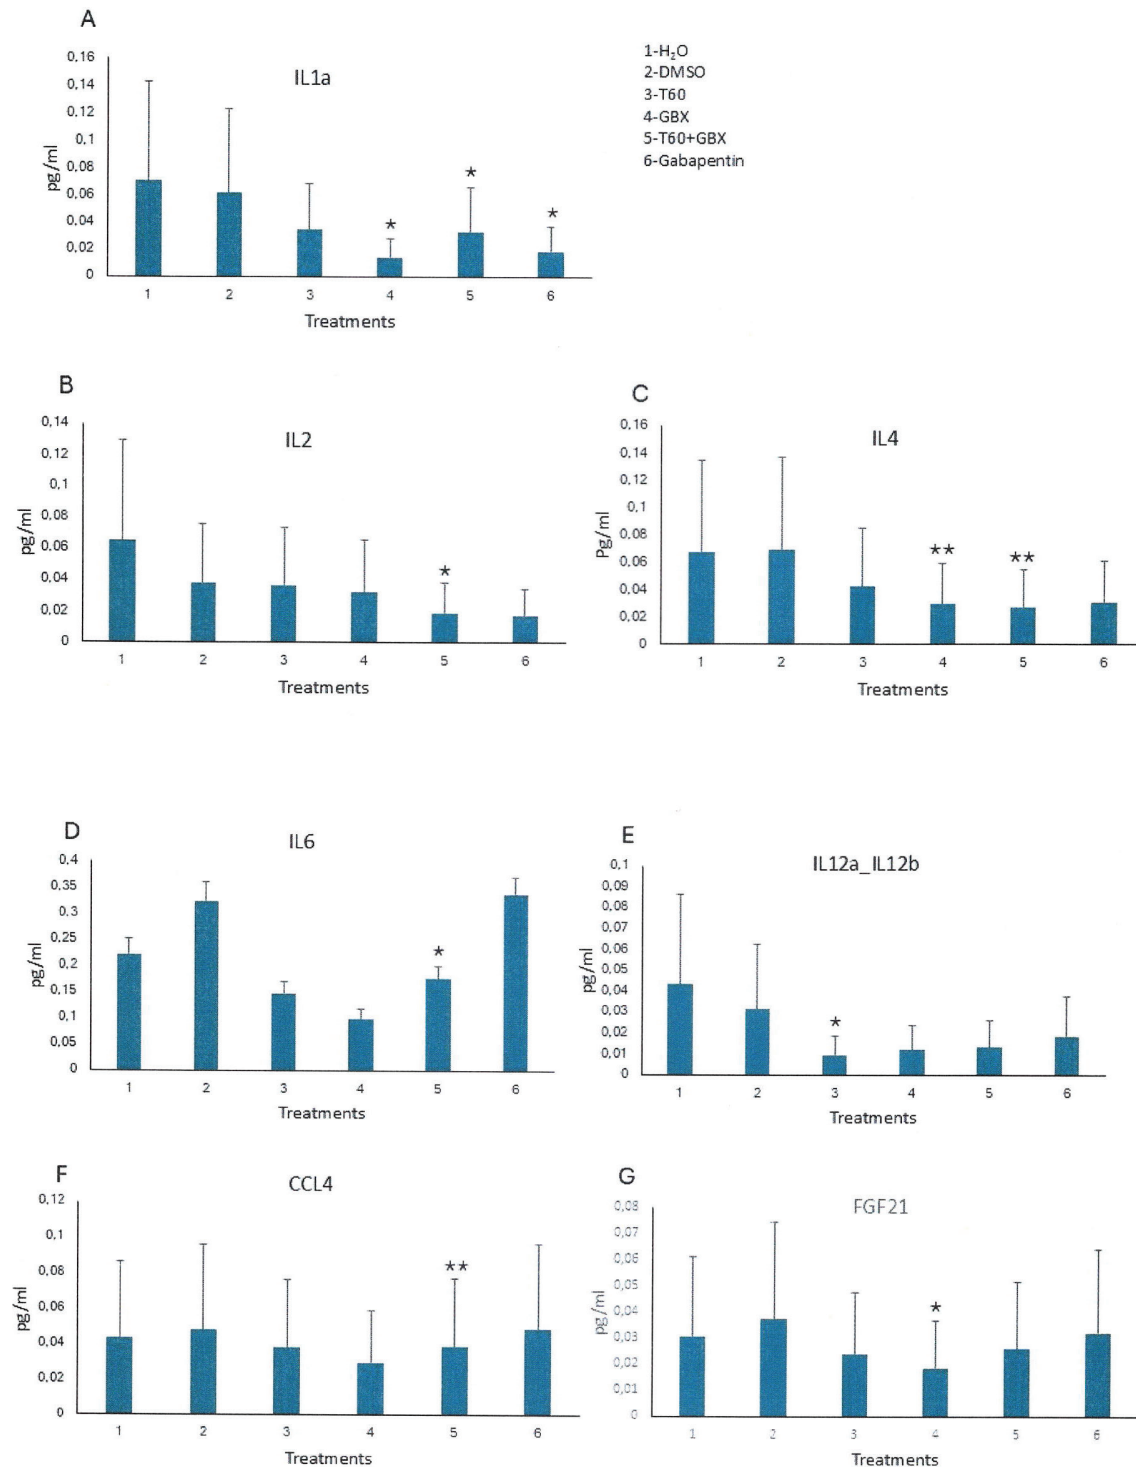 A
IL1a
pg/ml
0,16
0,14
0,12
0,1
0,08
0,06
0,04
0,02
0
*
*
*
1 2 3 4 5 6
Treatments
1-H₂O
2-DMSO
3-T60
4-GBX
5-T60+GBX
6-Gabapentin
B
IL2
pg/ml
0,14
0,12
0,1
0,08
0,06
0,04
0,02
0
*
1 2 3 4 5 6
Treatments
C
IL4
Pg/ml
0,16
0,14
0,12
0,1
0,08
0,06
0,04
0,02
0
**
**
1 2 3 4 5 6
Treatments
D
IL6
pg/ml
0,4
0,35
0,3
0,25
0,2
0,15
0,1
0,05
0
*
1 2 3 4 5 6
Treatments
E
IL12a_IL12b
pg/ml
0,1
0,09
0,08
0,07
0,06
0,05
0,04
0,03
0,02
0,01
0
*
1 2 3 4 5 6
Treatments
F
CCL4
pg/ml
0,12
0,1
0,08
0,06
0,04
0,02
0
**
1 2 3 4 5 6
Treatments
G
FGF21
pg/ml
0,08
0,07
0,06
0,05
0,04
0,03
0,02
0,01
0
*
1 2 3 4 5 6
Treatments